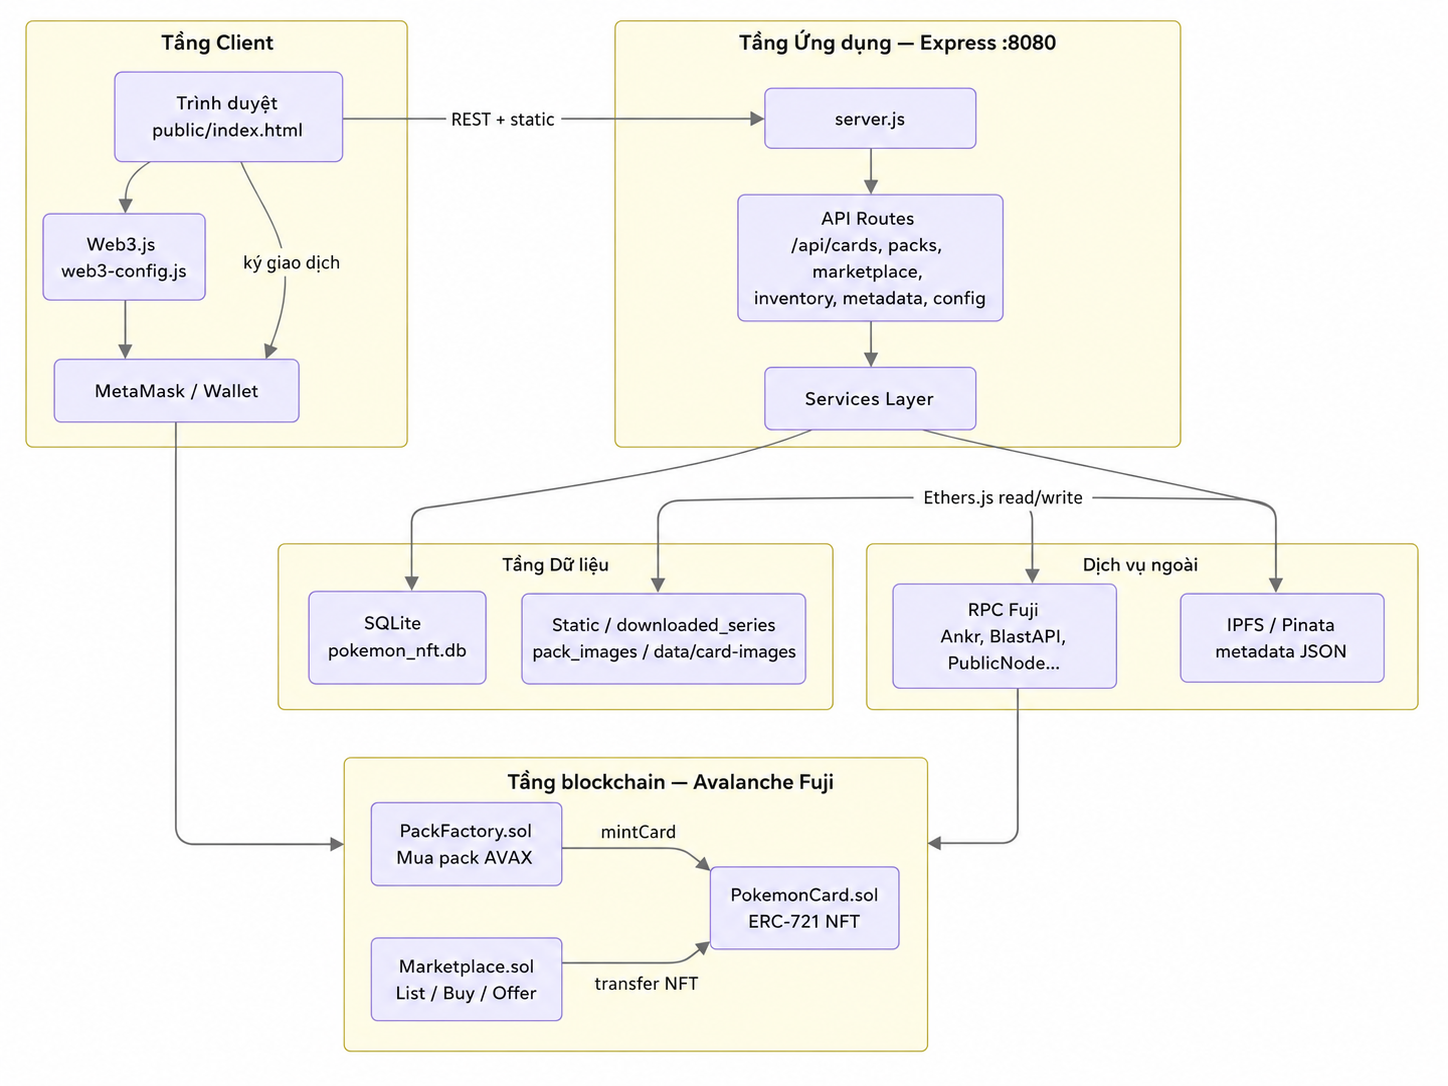 Tầng Client
Trình duyệt
public/index.html
Web3.js
web3-config.js
ký giao dịch
MetaMask / Wallet
REST + static
Tầng Ứng dụng — Express :8080
server.js
API Routes
/api/cards, packs,
marketplace,
inventory, metadata, config
Services Layer
Ethers.js read/write
Tầng Dữ liệu
SQLite
pokemon_nft.db
Static / downloaded_series
pack_images / data/card-images
Dịch vụ ngoài
RPC Fuji
Ankr, BlastAPI,
PublicNode...
IPFS / Pinata
metadata JSON
Tầng blockchain — Avalanche Fuji
PackFactory.sol
Mua pack AVAX
mintCard
PokemonCard.sol
ERC-721 NFT
Marketplace.sol
List / Buy / Offer
transfer NFT